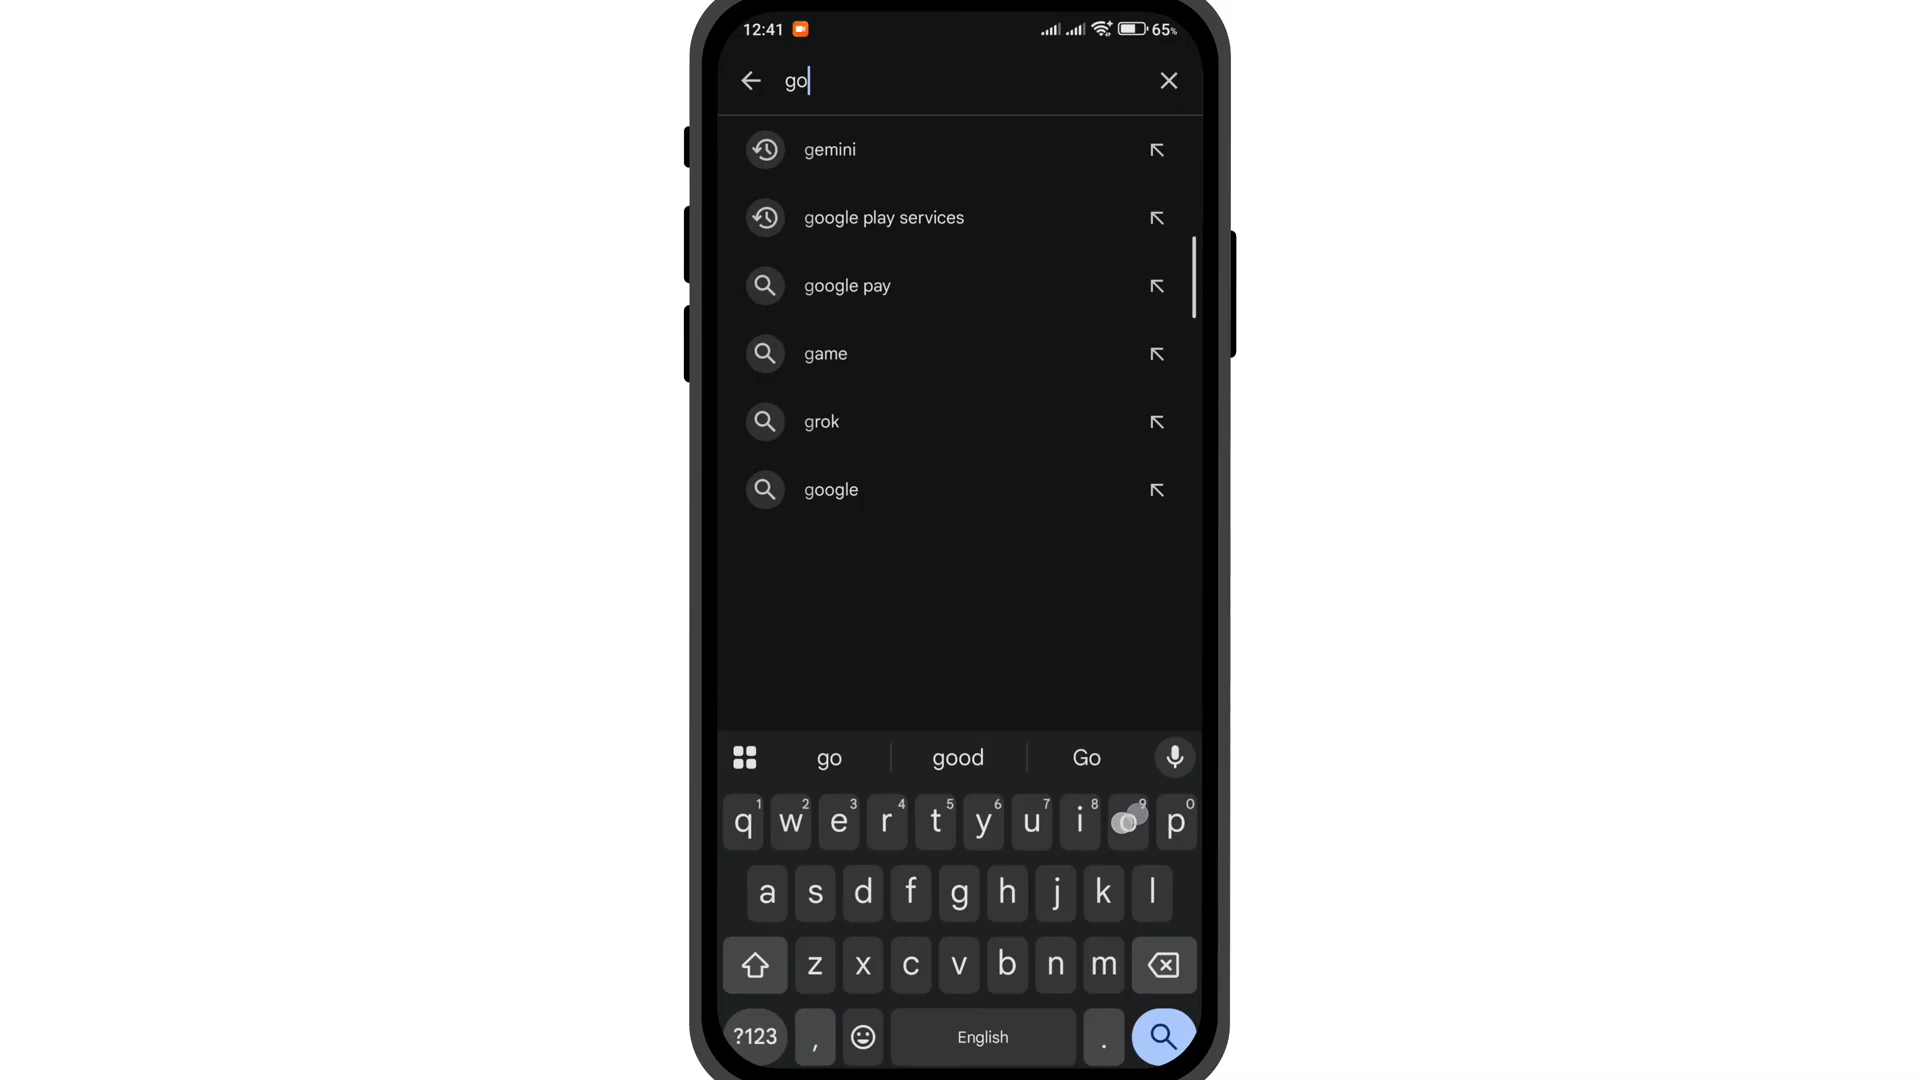 12:41 65%
go
gemini
google play services
google pay
game
grok
google
go good Go
1 2 3 4 5 6 7 8 9 0
q w e r t y u i o p
a s d f g h j k l
z x c v b n m
?123 , English .